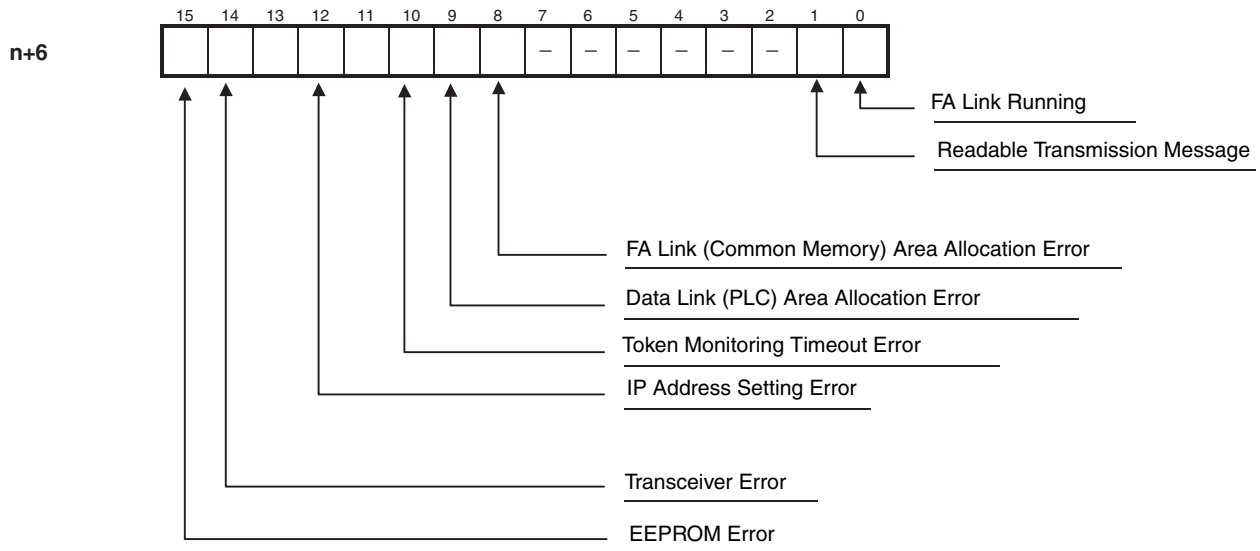 15 14 13 12 11 10 9 8 7 6 5 4 3 2 1 0
n+6 – – – – – –
FA Link Running
Readable Transmission Message
FA Link (Common Memory) Area Allocation Error
Data Link (PLC) Area Allocation Error
Token Monitoring Timeout Error
IP Address Setting Error
Transceiver Error
EEPROM Error